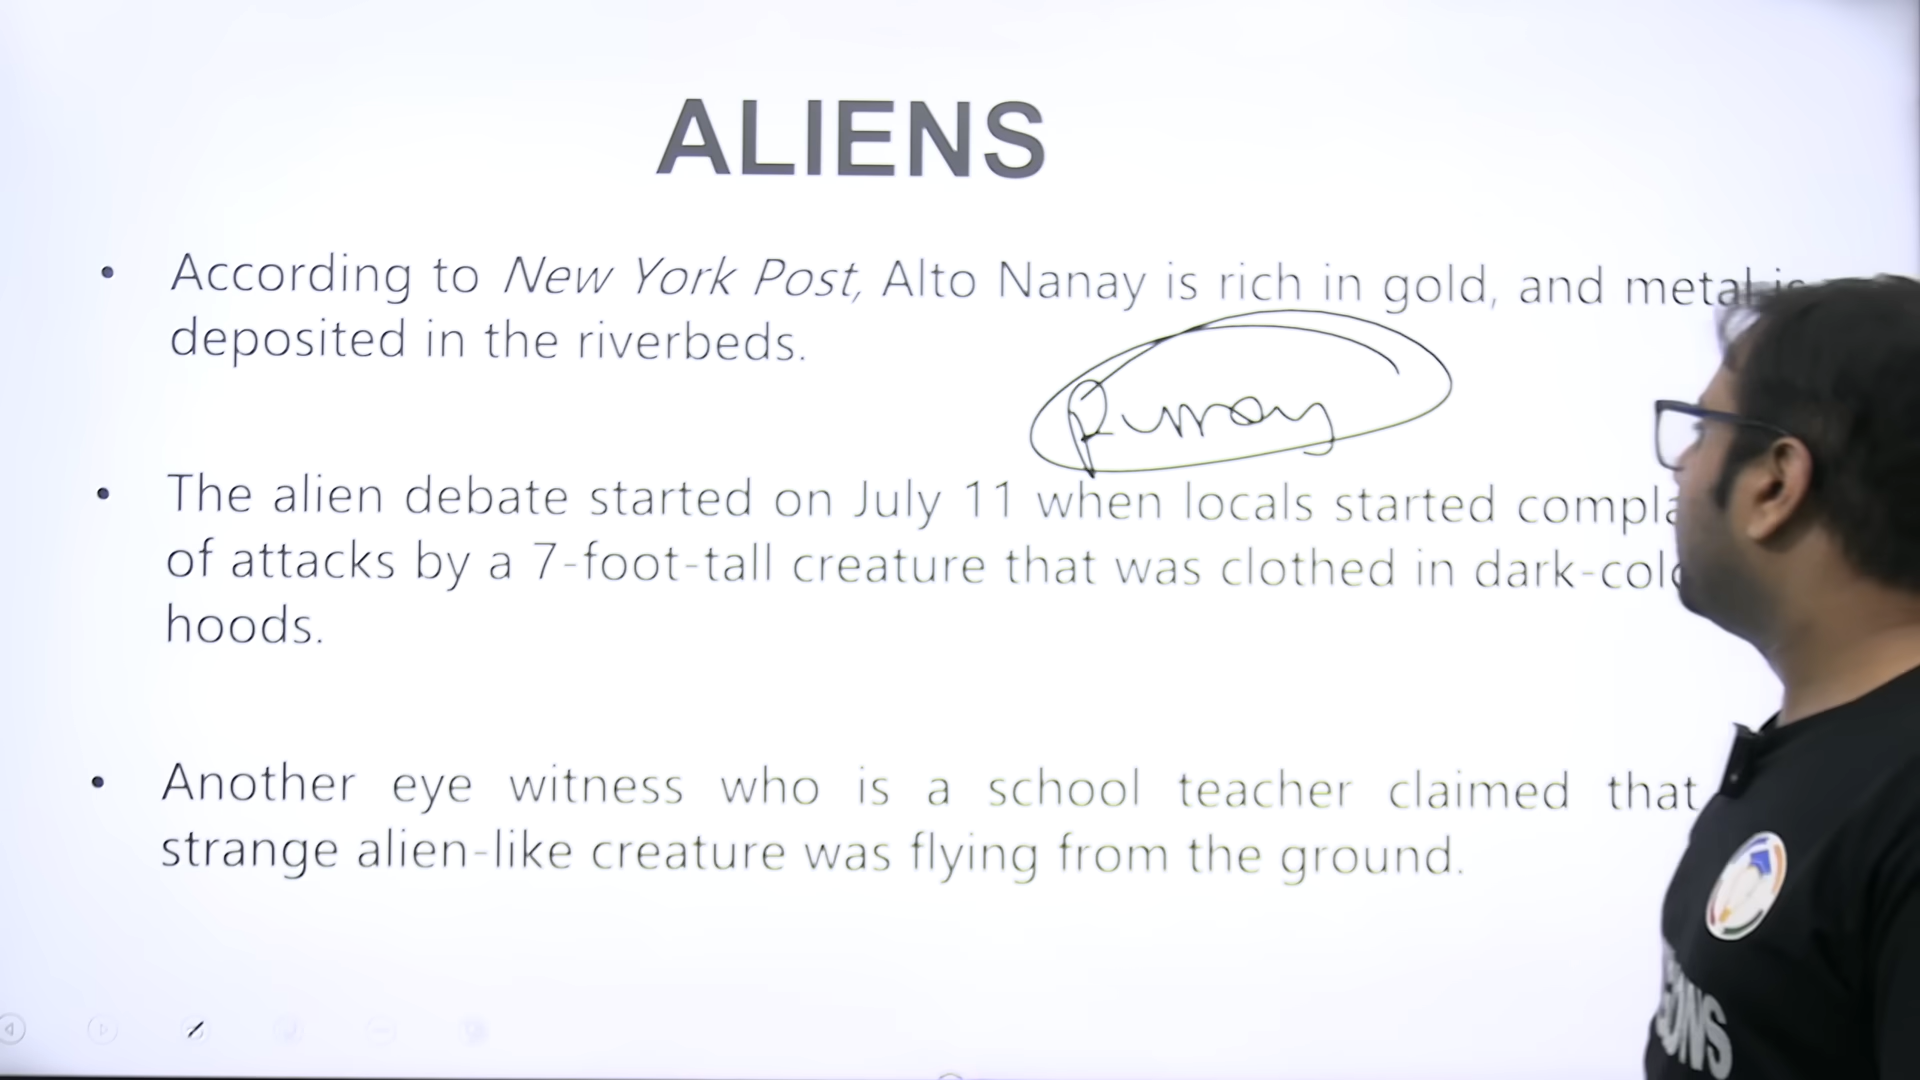 ALIENS
• According to New York Post, Alto Nanay is rich in gold, and metal is
deposited in the riverbeds.
• The alien debate started on July 11 when locals started compla
of attacks by a 7-foot-tall creature that was clothed in dark-colo
hoods.
• Another eye witness who is a school teacher claimed that
strange alien-like creature was flying from the ground.